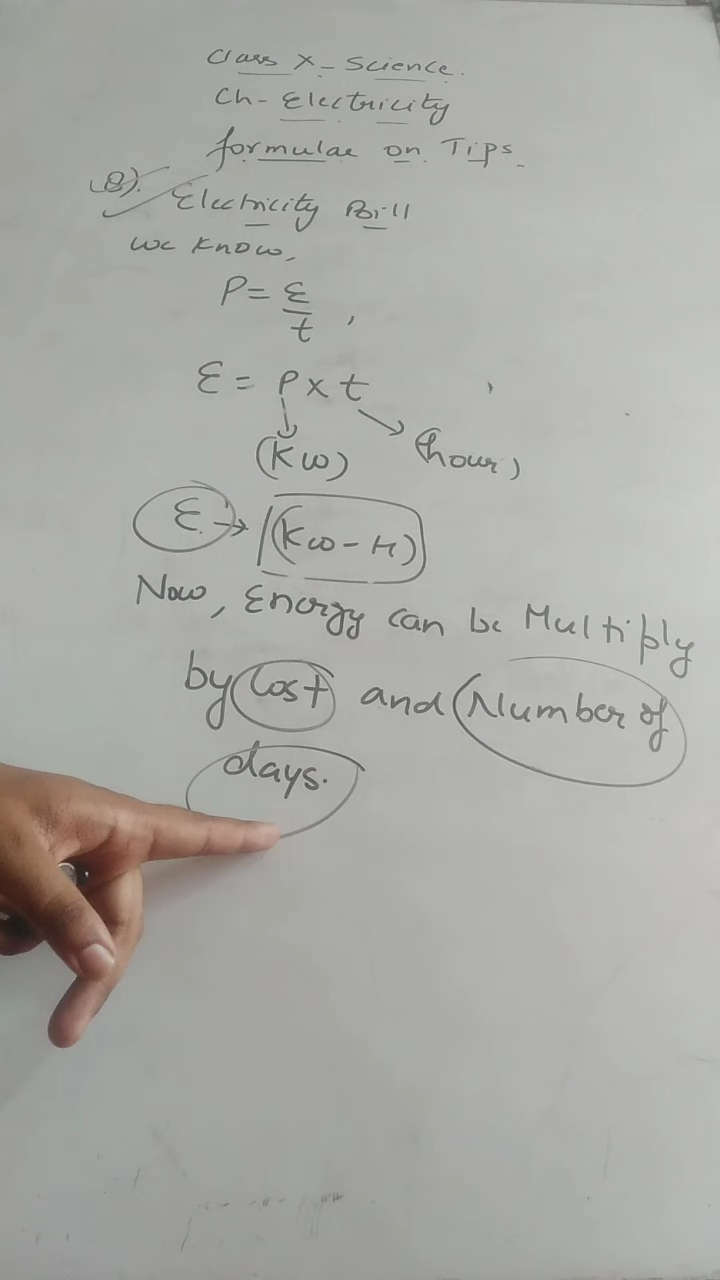 Class X - Science.
Ch- Electricity
formulae on Tips.
8). Electricity Bill
We know,
P = E/t ,
E = P x t
(Kw) (hour)
E → (Kw-H)
Now, Energy can be Multiply
by Cost and Number of
days.